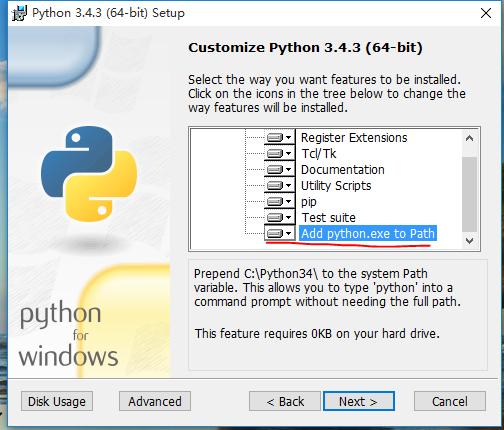 Python 3.4.3 (64-bit) Setup
Customize Python 3.4.3 (64-bit)
Select the way you want features to be installed.
Click on the icons in the tree below to change the
way features will be installed.
Register Extensions
Tcl/Tk
Documentation
Utility Scripts
pip
Test suite
Add python.exe to Path
Prepend C:\Python34\ to the system Path
variable. This allows you to type 'python' into a
command prompt without needing the full path.
This feature requires 0KB on your hard drive.
python
for
windows
Disk Usage
Advanced
< Back
Next >
Cancel